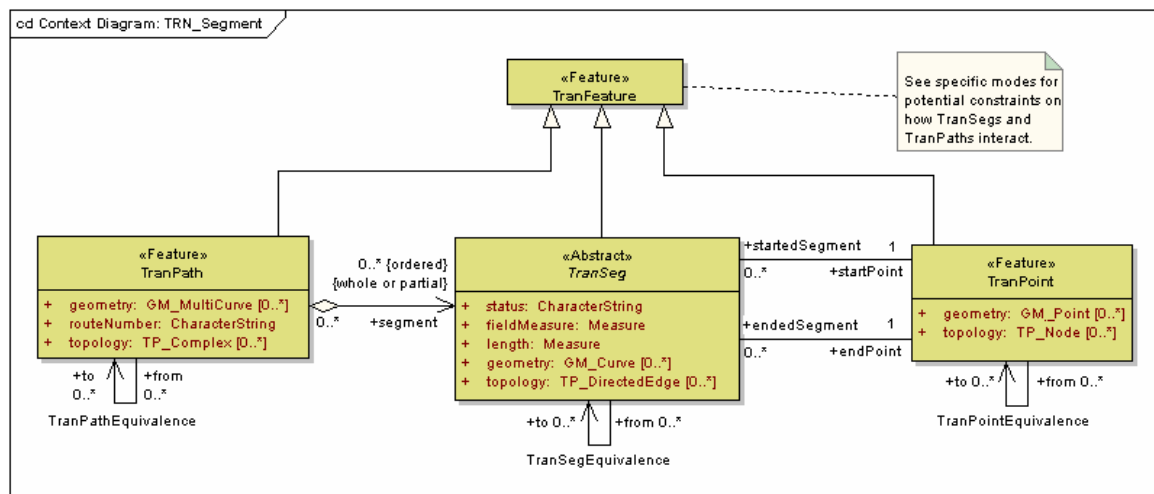 cd Context Diagram: TRN_Segment
«Feature»
TranFeature
See specific modes for
potential constraints on
how TranSegs and
TranPaths interact.
«Feature»
TranPath
+ geometry: GM_MultiCurve [0..*]
+ routeNumber: CharacterString
+ topology: TP_Complex [0..*]
0..* {ordered}
{whole or partial}
0..*
+segment
«Abstract»
TranSeg
+ status: CharacterString
+ fieldMeasure: Measure
+ length: Measure
+ geometry: GM_Curve [0..*]
+ topology: TP_DirectedEdge [0..*]
+startedSegment 1
0..* +startPoint
+endedSegment 1
0..* +endPoint
«Feature»
TranPoint
+ geometry: GM_Point [0..*]
+ topology: TP_Node [0..*]
+to +from
0..* 0..*
TranPathEquivalence
+to 0..* +from 0..*
TranSegEquivalence
+to 0..* +from 0..*
TranPointEquivalence